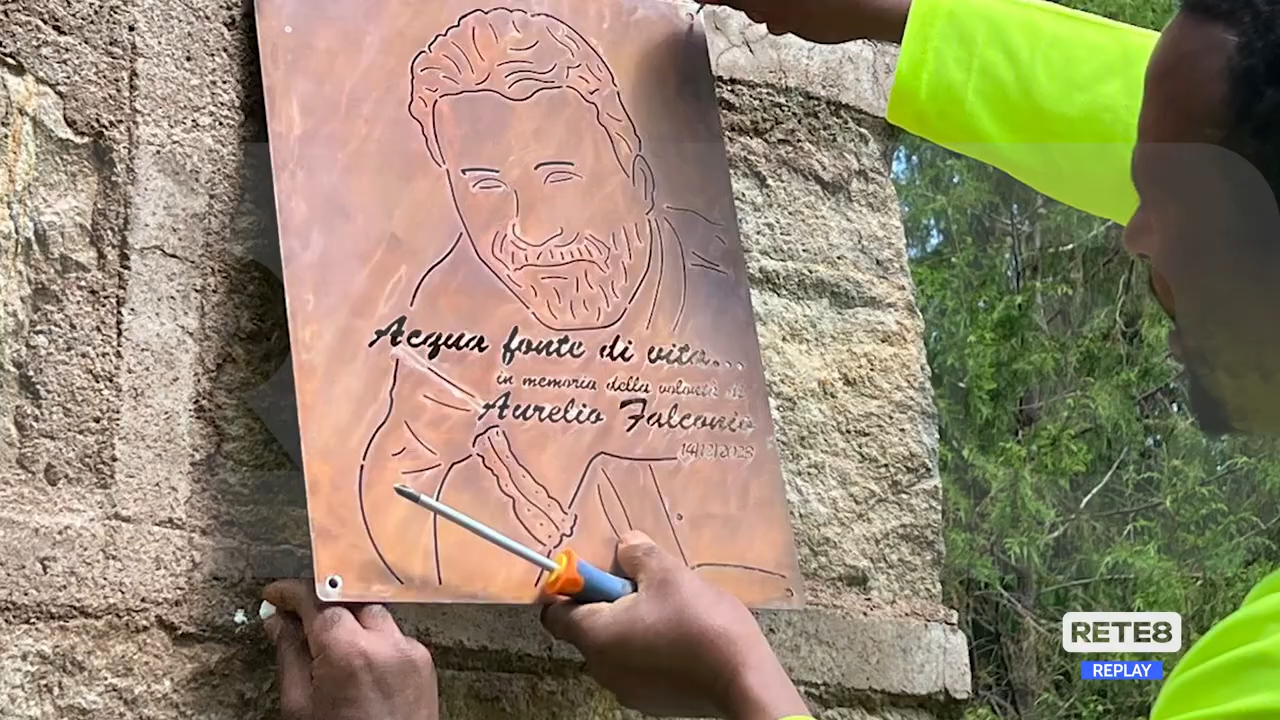 Acqua fonte di vita...
in memoria della volontà di
Aurelio Falconio
14/12/2023
RETE8
REPLAY